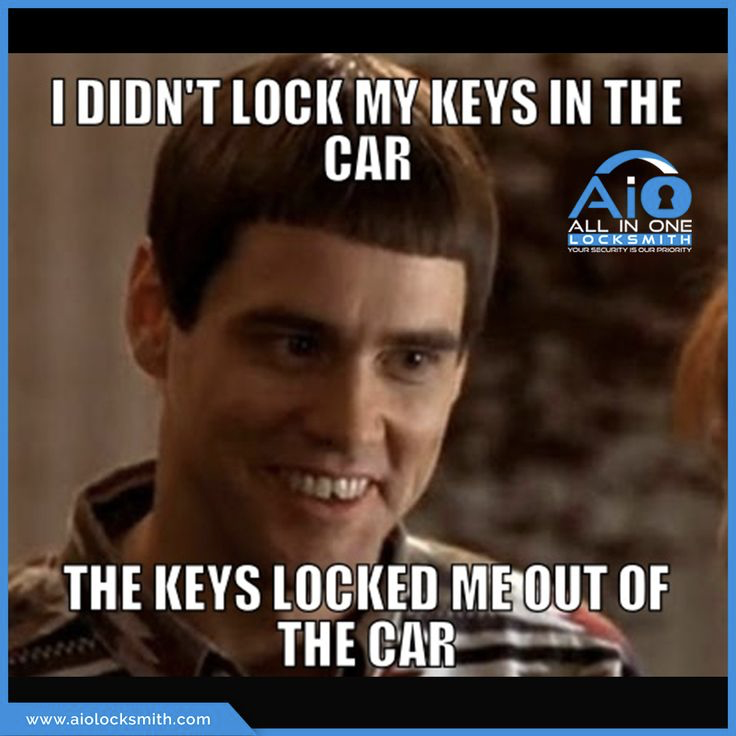 I DIDN'T LOCK MY KEYS IN THE
CAR
AiO
ALL IN ONE
LOCKSMITH
YOUR SECURITY IS OUR PRIORITY
THE KEYS LOCKED ME OUT OF
THE CAR
www.aiolocksmith.com